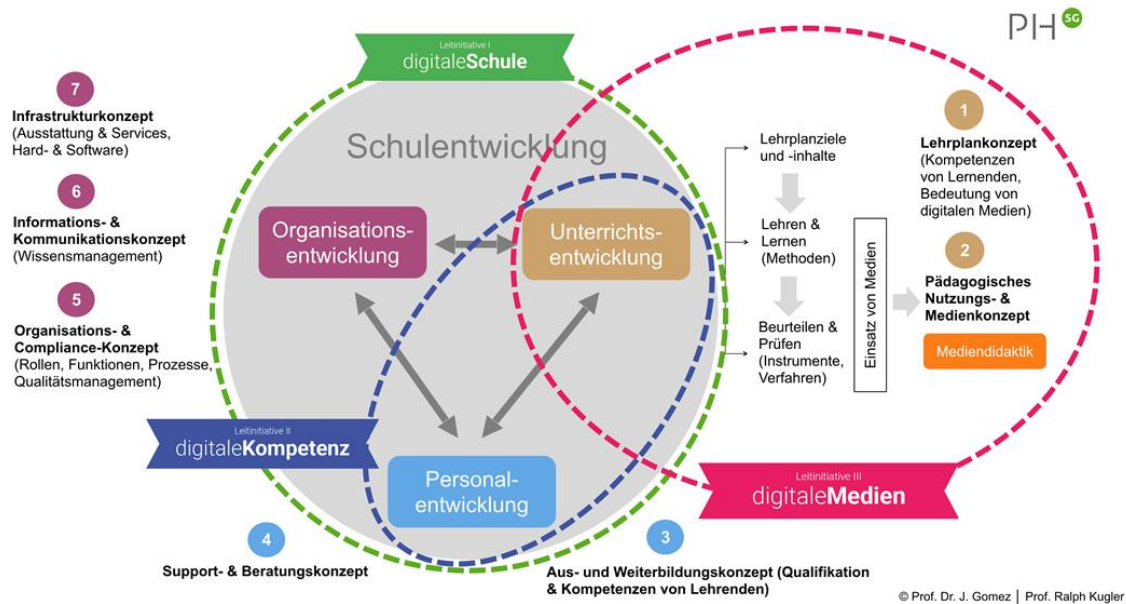 PH SG
Leitinitiative I
digitaleSchule
7
Infrastrukturkonzept
(Ausstattung & Services,
Hard- & Software)
6
Informations- &
Kommunikationskonzept
(Wissensmanagement)
5
Organisations- &
Compliance-Konzept
(Rollen, Funktionen, Prozesse,
Qualitätsmanagement)
Schulentwicklung
Organisations-
entwicklung
Unterrichts-
entwicklung
Personal-
entwicklung
Lehrplanziele
und -inhalte
Lehren &
Lernen
(Methoden)
Beurteilen &
Prüfen
(Instrumente,
Verfahren)
Einsatz von Medien
1
Lehrplankonzept
(Kompetenzen
von Lernenden,
Bedeutung von
digitalen Medien)
2
Pädagogisches
Nutzungs- &
Medienkonzept
Mediendidaktik
Leitinitiative II
digitaleKompetenz
Leitinitiative III
digitaleMedien
4
Support- & Beratungskonzept
3
Aus- und Weiterbildungskonzept (Qualifikation
& Kompetenzen von Lehrenden)
© Prof. Dr. J. Gomez | Prof. Ralph Kugler